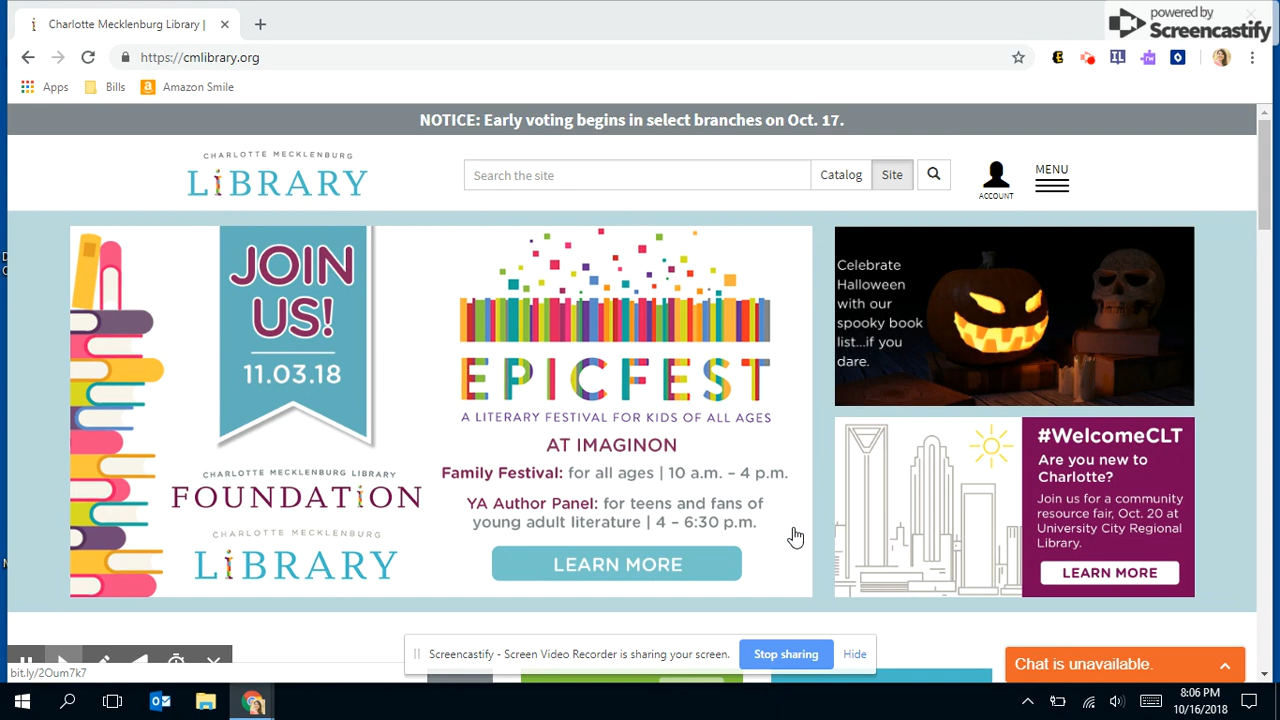 Charlotte Mecklenburg Library |
powered by
Screencastify
https://cmlibrary.org
Apps
Bills
Amazon Smile
NOTICE: Early voting begins in select branches on Oct. 17.
CHARLOTTE MECKLENBURG
LiBRARY
Search the site
Catalog
Site
ACCOUNT
MENU
JOIN
US!
11.03.18
CHARLOTTE MECKLENBURG LIBRARY
FOUNDATiON
CHARLOTTE MECKLENBURG
LiBRARY
EPICFEST
A LITERARY FESTIVAL FOR KIDS OF ALL AGES
AT IMAGINON
Family Festival: for all ages | 10 a.m. – 4 p.m.
YA Author Panel: for teens and fans of
young adult literature | 4 – 6:30 p.m.
LEARN MORE
Celebrate
Halloween
with our
spooky book
list...if you
dare.
#WelcomeCLT
Are you new to
Charlotte?
Join us for a community
resource fair, Oct. 20 at
University City Regional
Library.
LEARN MORE
Screencastify - Screen Video Recorder is sharing your screen.
Stop sharing
Hide
Chat is unavailable.
bit.ly/2Oum7k7
8:06 PM
10/16/2018